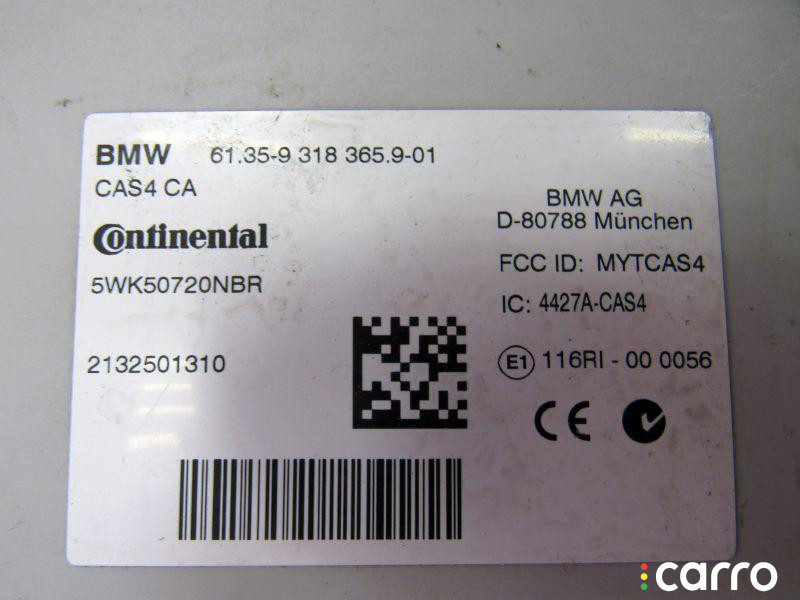 BMW 61.35-9 318 365.9-01
CAS4 CA
Continental
5WK50720NBR
2132501310
BMW AG
D-80788 München
FCC ID: MYTCAS4
IC: 4427A-CAS4
E1 116RI - 00 0056
CE
carro